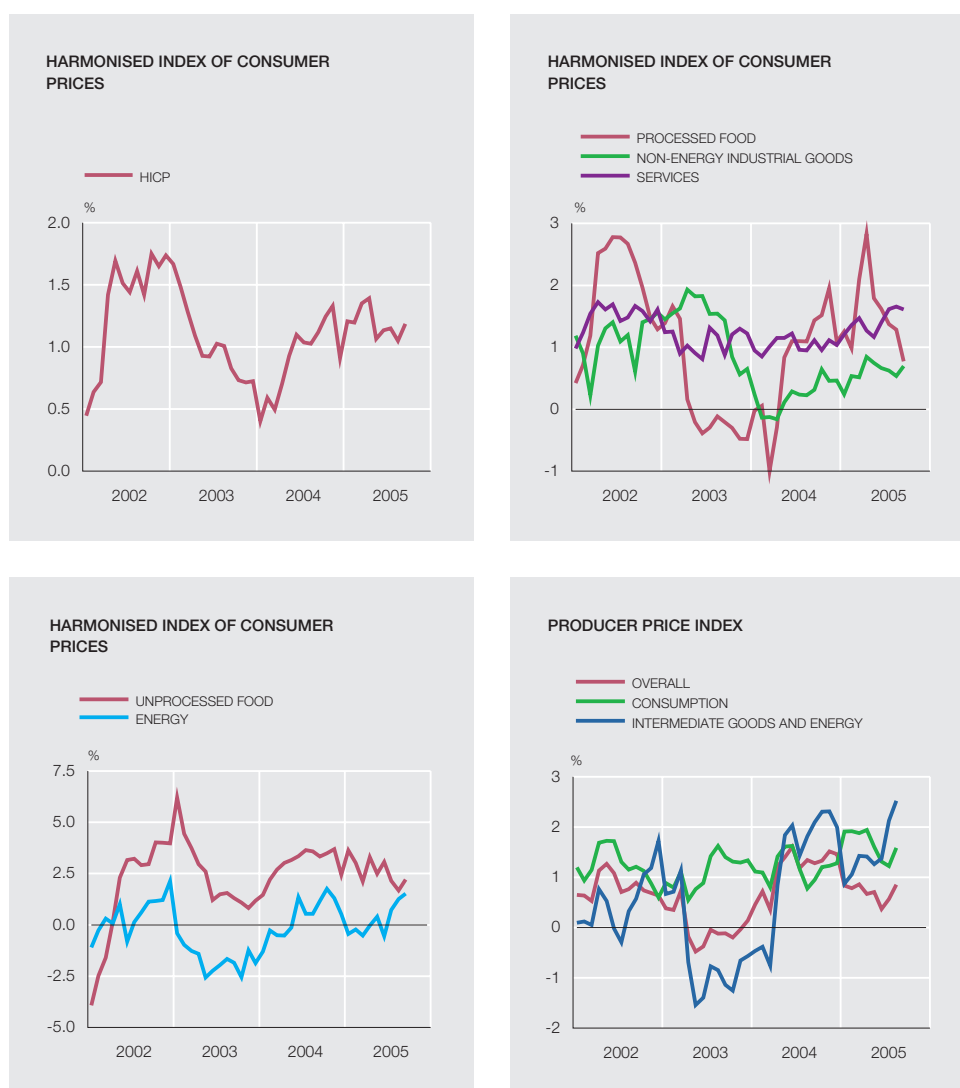 HARMONISED INDEX OF CONSUMER
PRICES
HICP
%
2.0
1.5
1.0
0.5
0.0
2002 2003 2004 2005
HARMONISED INDEX OF CONSUMER
PRICES
PROCESSED FOOD
NON-ENERGY INDUSTRIAL GOODS
SERVICES
%
3
2
1
0
-1
2002 2003 2004 2005
HARMONISED INDEX OF CONSUMER
PRICES
UNPROCESSED FOOD
ENERGY
%
7.5
5.0
2.5
0.0
-2.5
-5.0
2002 2003 2004 2005
PRODUCER PRICE INDEX
OVERALL
CONSUMPTION
INTERMEDIATE GOODS AND ENERGY
%
3
2
1
0
-1
-2
2002 2003 2004 2005